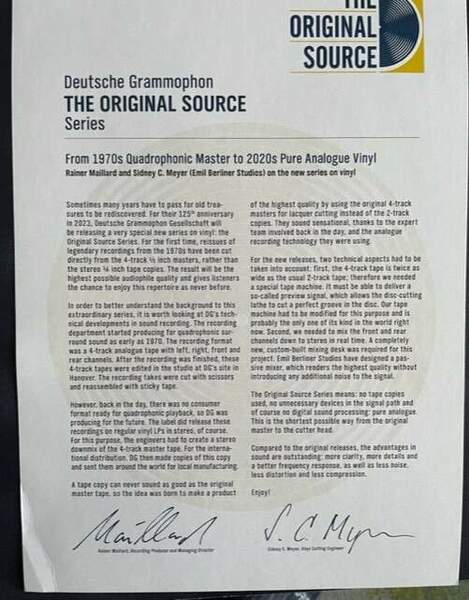 THE
ORIGINAL
SOURCE
Deutsche Grammophon
THE ORIGINAL SOURCE
Series
From 1970s Quadrophonic Master to 2020s Pure Analogue Vinyl
Rainer Maillard and Sidney C. Meyer (Emil Berliner Studios) on the new series on vinyl
Sometimes many years have to pass for old trea-
sures to be rediscovered. For their 125th anniversary
in 2023, Deutsche Grammophon Gesellschaft will
be releasing a very special new series on vinyl: the
Original Source Series. For the first time, reissues of
legendary recordings from the 1970s have been cut
directly from the 4-track ½ inch masters, rather than
the stereo ¼ inch tape copies. The result will be the
highest possible audiophile quality and gives listeners
the chance to enjoy this repertoire as never before.
In order to better understand the background to this
extraordinary series, it is worth looking at DG's tech-
nical developments in sound recording. The recording
department started producing for quadrophonic sur-
round sound as early as 1970. The recording format
was a 4-track analogue tape with left, right, front and
rear channels. After the recording was finished, these
4-track tapes were edited in the studio at DG's site in
Hanover. The recording takes were cut with scissors
and reassembled with sticky tape.
However, back in the day, there was no consumer
format ready for quadrophonic playback, so DG was
producing for the future. The label did release these
recordings on regular vinyl LPs in stereo, of course.
For this purpose, the engineers had to create a stereo
downmix of the 4-track master tape. For the interna-
tional distribution, DG then made copies of this copy
and sent them around the world for local manufacturing.
A tape copy can never sound as good as the original
master tape, so the idea was born to make a product
of the highest quality by using the original 4-track
masters for lacquer cutting instead of the 2-track
copies. They sound sensational, thanks to the expert
team involved back in the day, and the analogue
recording technology they were using.
For the new releases, two technical aspects had to be
taken into account: first, the 4-track tape is twice as
wide as the usual 2-track tape; therefore we needed
a special tape machine. It must be able to deliver a
so-called preview signal, which allows the disc-cutting
lathe to cut a perfect groove in the disc. Our tape
machine had to be modified for this purpose and is
probably the only one of its kind in the world right
now. Second, we needed to mix the front and rear
channels down to stereo in real time. A completely
new, custom-built mixing desk was required for this
project. Emil Berliner Studios have designed a pas-
sive mixer, which renders the highest quality without
introducing any additional noise to the signal.
The Original Source Series means: no tape copies
used, no unnecessary devices in the signal path and
of course no digital sound processing: pure analogue.
This is the shortest possible way from the original
master to the cutter head.
Compared to the original releases, the advantages in
sound are outstanding: more clarity, more details and
a better frequency response, as well as less noise,
less distortion and less compression.
Enjoy!
Maillard
S. C. Meyer
Rainer Maillard, Recording Producer and Managing Director
Sidney C. Meyer, Vinyl Cutting Engineer